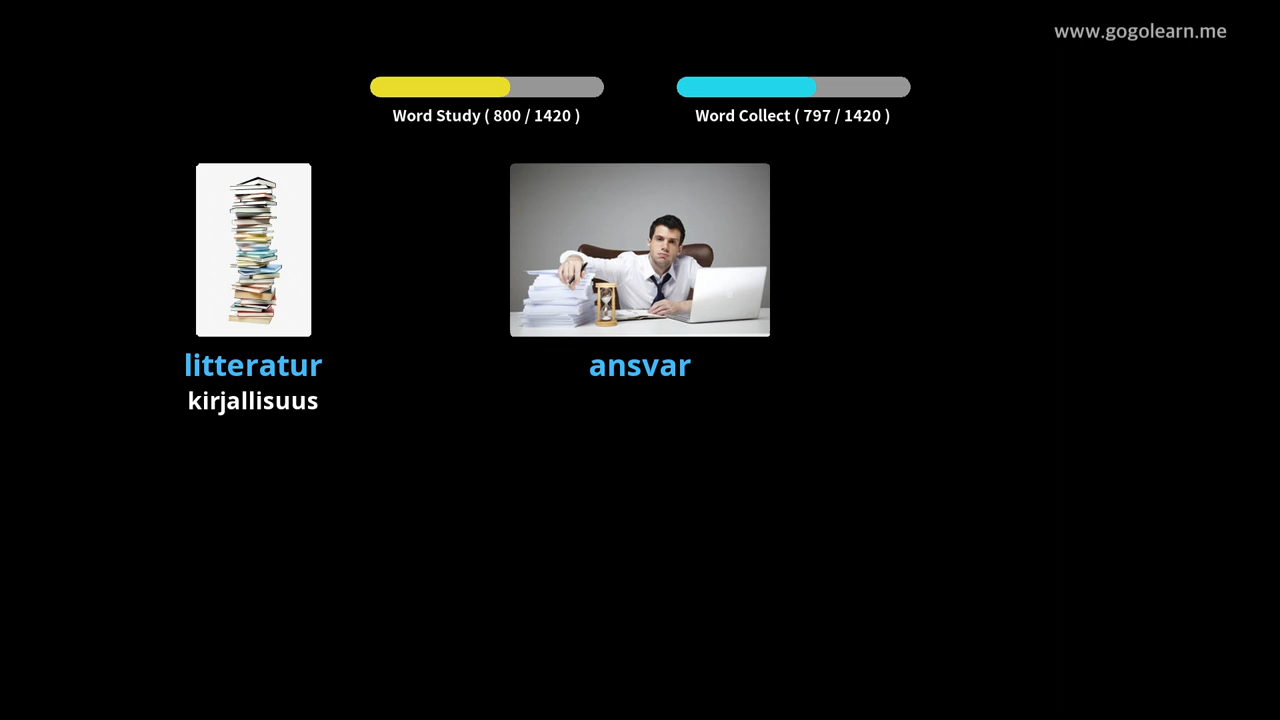 www.gogolearn.me
Word Study ( 800 / 1420 )
Word Collect ( 797 / 1420 )
litteratur
kirjallisuus
ansvar